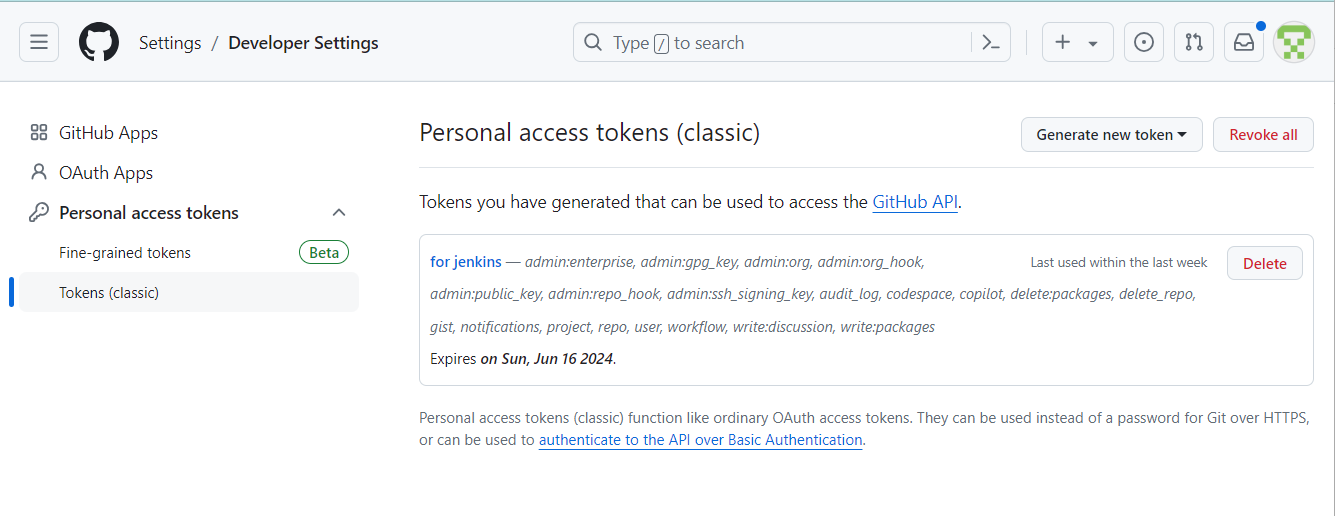 Settings / Developer Settings
Type / to search
GitHub Apps
OAuth Apps
Personal access tokens
Fine-grained tokens Beta
Tokens (classic)
Personal access tokens (classic) Generate new token Revoke all
Tokens you have generated that can be used to access the GitHub API.
for jenkins — admin:enterprise, admin:gpg_key, admin:org, admin:org_hook, Last used within the last week Delete
admin:public_key, admin:repo_hook, admin:ssh_signing_key, audit_log, codespace, copilot, delete:packages, delete_repo,
gist, notifications, project, repo, user, workflow, write:discussion, write:packages
Expires on Sun, Jun 16 2024.
Personal access tokens (classic) function like ordinary OAuth access tokens. They can be used instead of a password for Git over HTTPS,
or can be used to authenticate to the API over Basic Authentication.